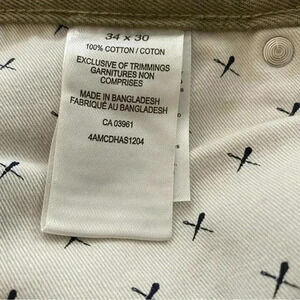 34 x 30
100% COTTON / COTON
EXCLUSIVE OF TRIMMINGS
GARNITURES NON
COMPRISES
MADE IN BANGLADESH
FABRIQUÉ AU BANGLADESH
CA 03961
4AMCDHAS1204